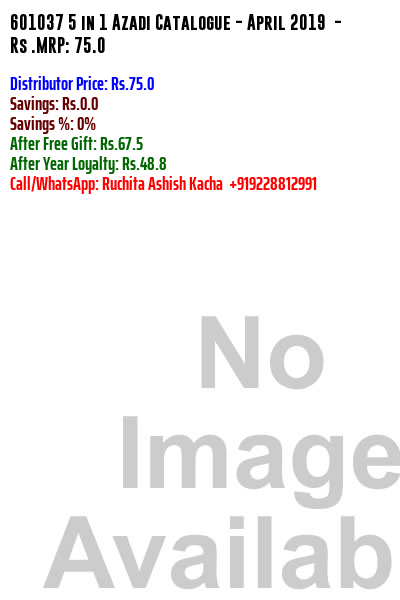 601037 5 in 1 Azadi Catalogue - April 2019 -
Rs .MRP: 75.0
Distributor Price: Rs.75.0
Savings: Rs.0.0
Savings %: 0%
After Free Gift: Rs.67.5
After Year Loyalty: Rs.48.8
Call/WhatsApp: Ruchita Ashish Kacha +919228812991
No
Image
Availab